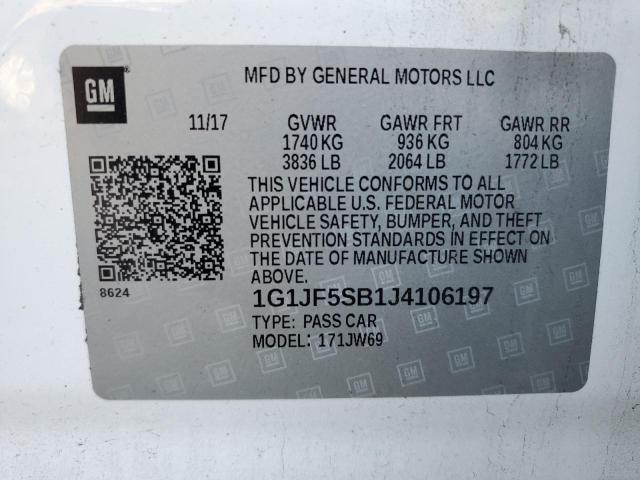 GM
MFD BY GENERAL MOTORS LLC
11/17 GVWR GAWR FRT GAWR RR
1740 KG 936 KG 804 KG
3836 LB 2064 LB 1772 LB
THIS VEHICLE CONFORMS TO ALL
APPLICABLE U.S. FEDERAL MOTOR
VEHICLE SAFETY, BUMPER, AND THEFT
PREVENTION STANDARDS IN EFFECT ON
THE DATE OF MANUFACTURE SHOWN
ABOVE.
8624
1G1JF5SB1J4106197
TYPE: PASS CAR
MODEL: 171JW69